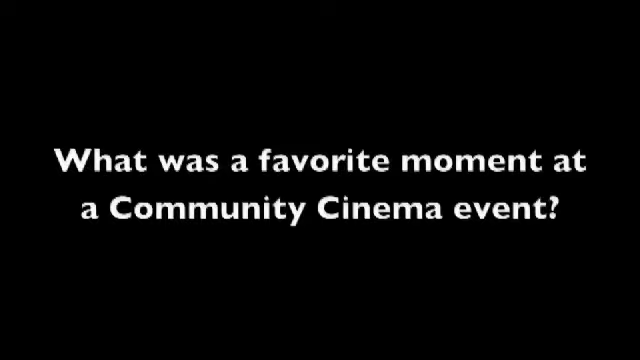 What was a favorite moment at
a Community Cinema event?